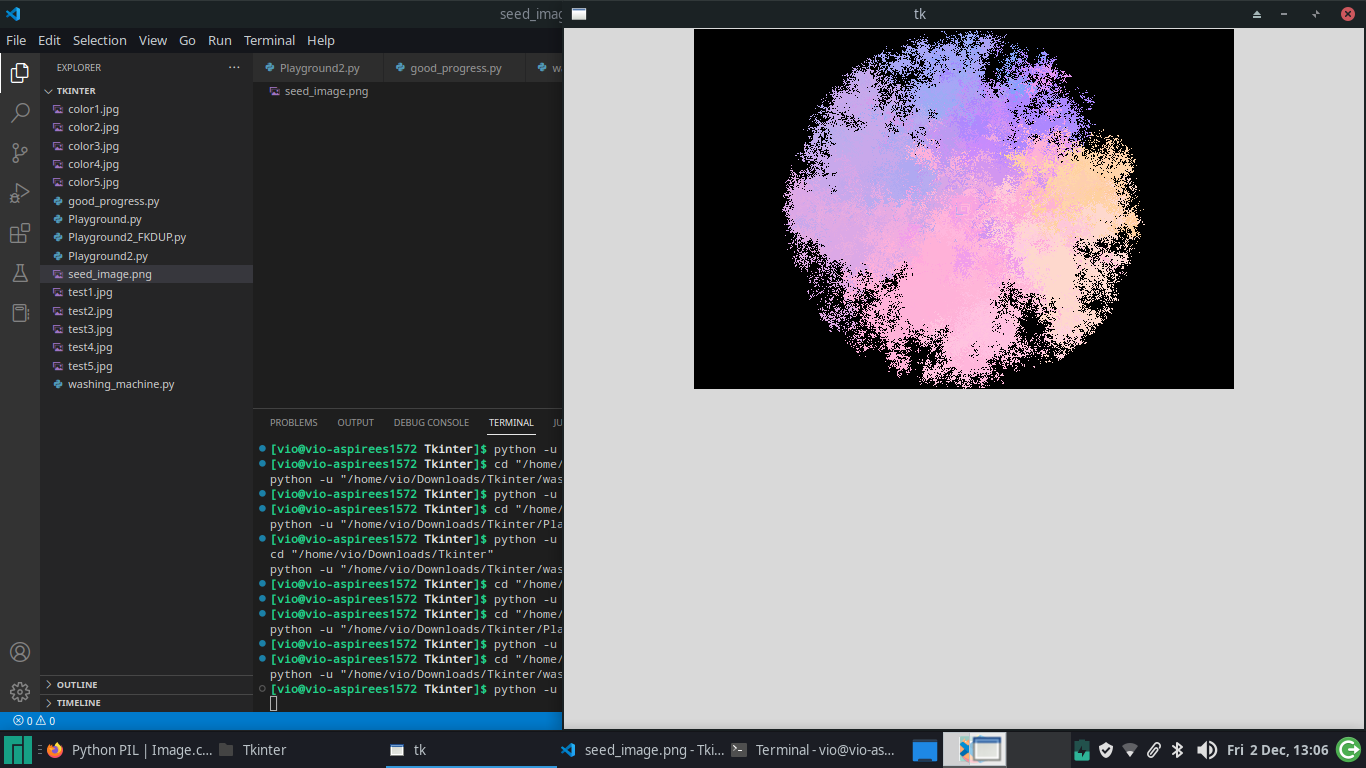 seed_imag
tk
File Edit Selection View Go Run Terminal Help
EXPLORER ...
Playground2.py
good_progress.py
TKINTER
seed_image.png
color1.jpg
color2.jpg
color3.jpg
color4.jpg
color5.jpg
good_progress.py
Playground.py
Playground2_FKDUP.py
Playground2.py
seed_image.png
test1.jpg
test2.jpg
test3.jpg
test4.jpg
test5.jpg
washing_machine.py
PROBLEMS OUTPUT DEBUG CONSOLE TERMINAL JU
[vio@vio-aspirees1572 Tkinter]$ python -u
[vio@vio-aspirees1572 Tkinter]$ cd "/home/
python -u "/home/vio/Downloads/Tkinter/was
[vio@vio-aspirees1572 Tkinter]$ python -u
[vio@vio-aspirees1572 Tkinter]$ cd "/home/
python -u "/home/vio/Downloads/Tkinter/Pla
[vio@vio-aspirees1572 Tkinter]$ python -u
cd "/home/vio/Downloads/Tkinter"
python -u "/home/vio/Downloads/Tkinter/was
[vio@vio-aspirees1572 Tkinter]$ cd "/home/
[vio@vio-aspirees1572 Tkinter]$ python -u
[vio@vio-aspirees1572 Tkinter]$ cd "/home/
python -u "/home/vio/Downloads/Tkinter/Pla
[vio@vio-aspirees1572 Tkinter]$ python -u
[vio@vio-aspirees1572 Tkinter]$ cd "/home/
python -u "/home/vio/Downloads/Tkinter/was
[vio@vio-aspirees1572 Tkinter]$ python -u
OUTLINE
TIMELINE
0 0
Python PIL | Image.c... Tkinter tk seed_image.png - Tki... Terminal - vio@vio-as... Fri 2 Dec, 13:06